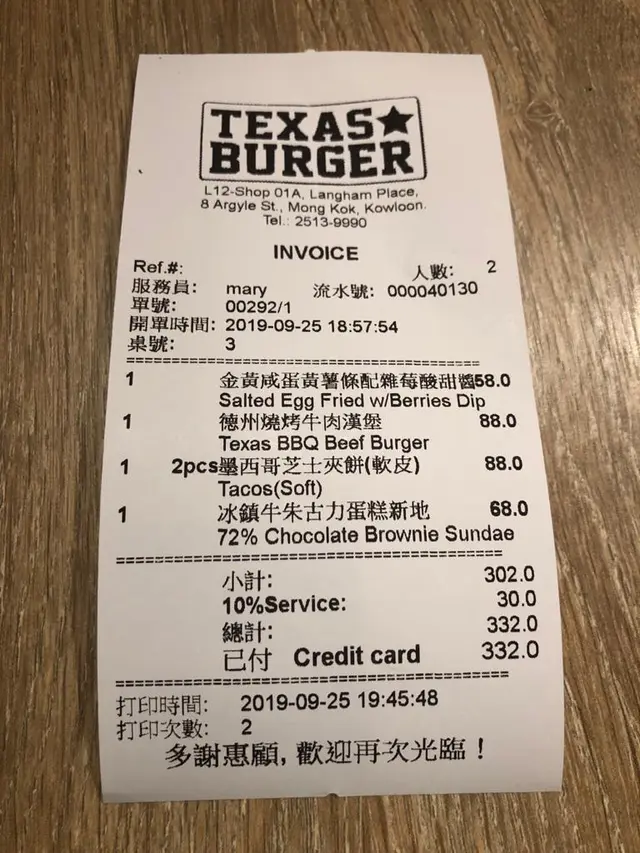 TEXAS★
BURGER
L12-Shop 01A, Langham Place,
8 Argyle St., Mong Kok, Kowloon.
Tel.: 2513-9990
INVOICE
Ref.#: 人數: 2
服務員: mary 流水號: 000040130
單號: 00292/1
開單時間: 2019-09-25 18:57:54
桌號: 3
1 金黃咸蛋黃薯條配雜莓酸甜醬58.0
Salted Egg Fried w/Berries Dip
1 德州燒烤牛肉漢堡 88.0
Texas BBQ Beef Burger
1 2pcs墨西哥芝士夾餅(軟皮) 88.0
Tacos(Soft)
1 冰鎮牛朱古力蛋糕新地 68.0
72% Chocolate Brownie Sundae
小計: 302.0
10%Service: 30.0
總計: 332.0
已付 Credit card 332.0
打印時間: 2019-09-25 19:45:48
打印次數: 2
多謝惠顧, 歡迎再次光臨！